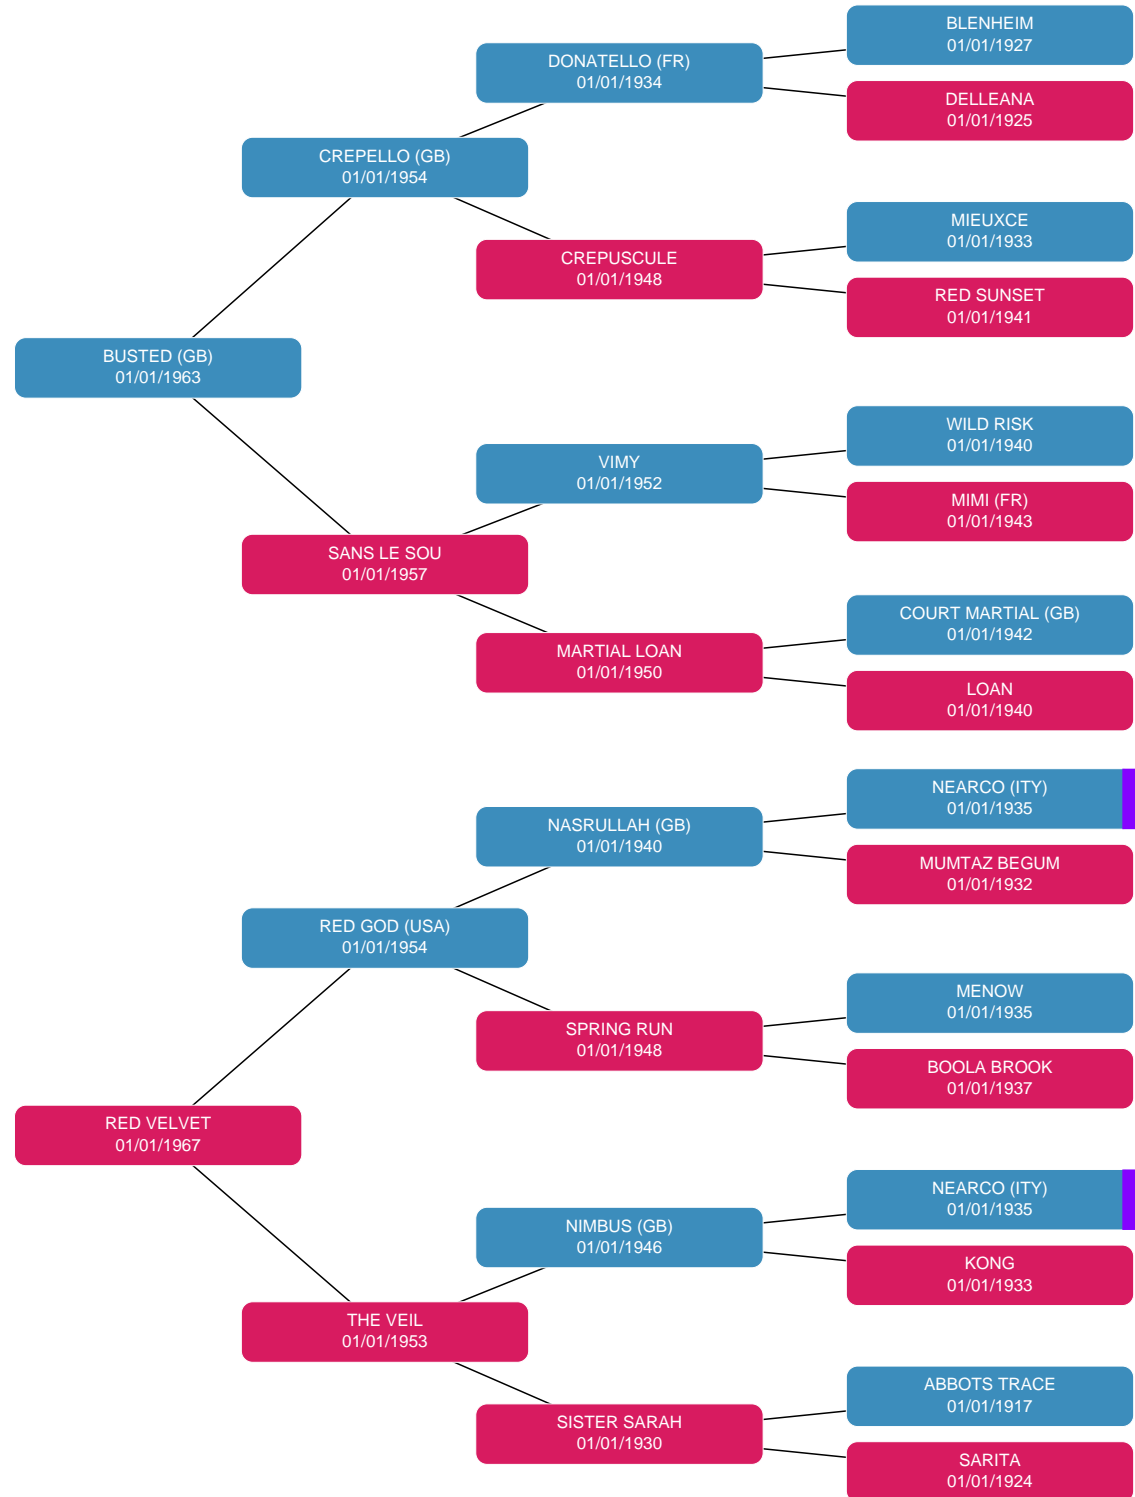 BLENHEIM
01/01/1927
DONATELLO (FR)
01/01/1934
DELLEANA
01/01/1925
CREPELLO (GB)
01/01/1954
MIEUXCE
01/01/1933
CREPUSCULE
01/01/1948
RED SUNSET
01/01/1941
BUSTED (GB)
01/01/1963
WILD RISK
01/01/1940
VIMY
01/01/1952
MIMI (FR)
01/01/1943
SANS LE SOU
01/01/1957
COURT MARTIAL (GB)
01/01/1942
MARTIAL LOAN
01/01/1950
LOAN
01/01/1940
NEARCO (ITY)
01/01/1935
NASRULLAH (GB)
01/01/1940
MUMTAZ BEGUM
01/01/1932
RED GOD (USA)
01/01/1954
MENOW
01/01/1935
SPRING RUN
01/01/1948
BOOLA BROOK
01/01/1937
RED VELVET
01/01/1967
NEARCO (ITY)
01/01/1935
NIMBUS (GB)
01/01/1946
KONG
01/01/1933
THE VEIL
01/01/1953
ABBOTS TRACE
01/01/1917
SISTER SARAH
01/01/1930
SARITA
01/01/1924